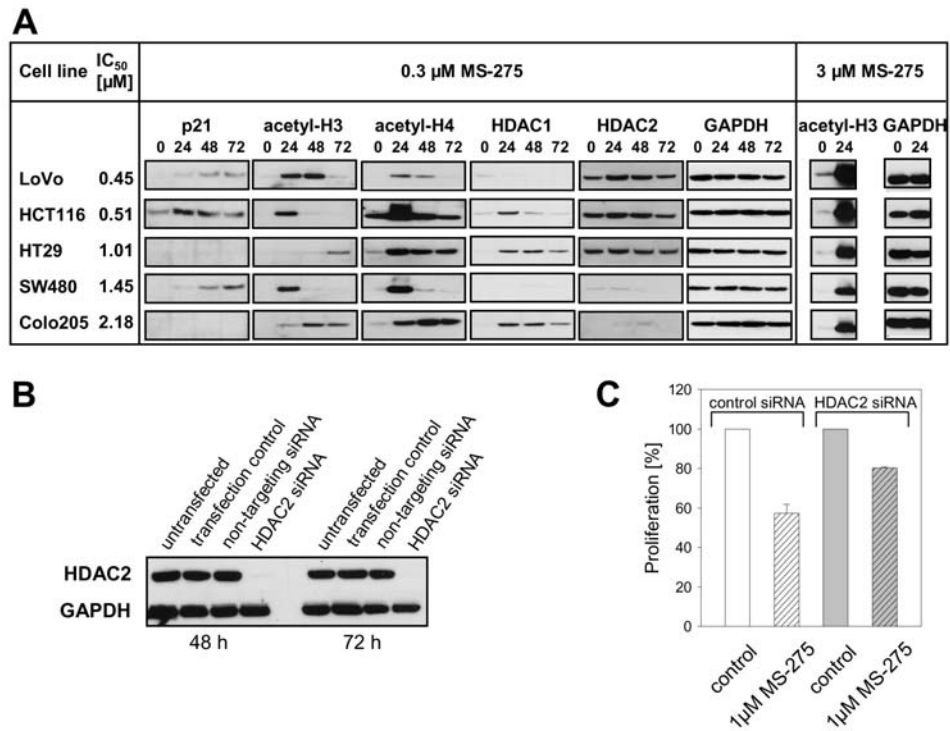 A
Cell line IC50 [µM] 0.3 µM MS-275 3 µM MS-275
p21 acetyl-H3 acetyl-H4 HDAC1 HDAC2 GAPDH acetyl-H3 GAPDH
0 24 48 72 0 24 48 72 0 24 48 72 0 24 48 72 0 24 48 72 0 24 48 72 0 24 0 24
LoVo 0.45
HCT116 0.51
HT29 1.01
SW480 1.45
Colo205 2.18
B
untransfected
transfection control
non-targeting siRNA
HDAC2 siRNA
untransfected
transfection control
non-targeting siRNA
HDAC2 siRNA
HDAC2
GAPDH
48 h 72 h
C
Proliferation [%]
120
100
80
60
40
20
0
control siRNA HDAC2 siRNA
control
1µM MS-275
control
1µM MS-275